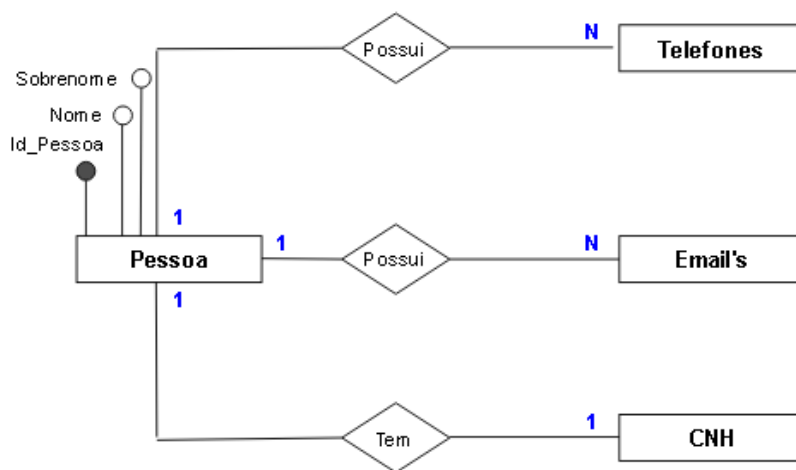 Possui
N
Telefones
Sobrenome
Nome
Id_Pessoa
1
Pessoa
1
Possui
N
Email's
1
Tem
1
CNH